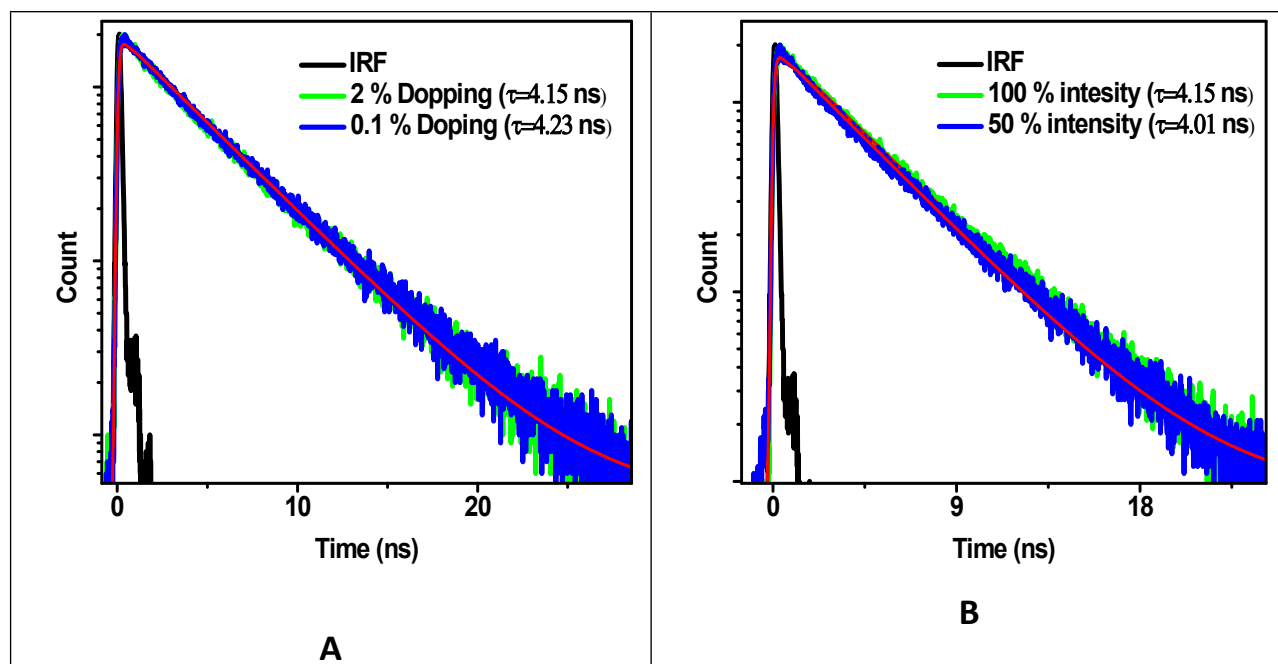 IRF
2 % Dopping (τ=4.15 ns)
0.1 % Doping (τ=4.23 ns)
Count
0
10
20
Time (ns)
A
IRF
100 % intesity (τ=4.15 ns)
50 % intensity (τ=4.01 ns)
Count
0
9
18
Time (ns)
B